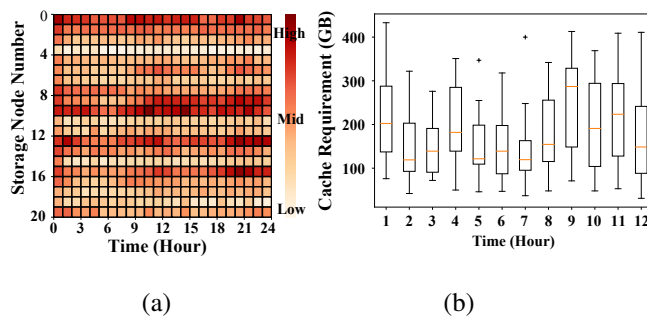 0
4
8
12
16
20
Storage Node Number
0 3 6 9 12 15 18 21 24
Time (Hour)
High
Mid
Low
(a)
Cache Requirement (GB)
400
300
200
100
1 2 3 4 5 6 7 8 9 10 11 12
Time (Hour)
(b)